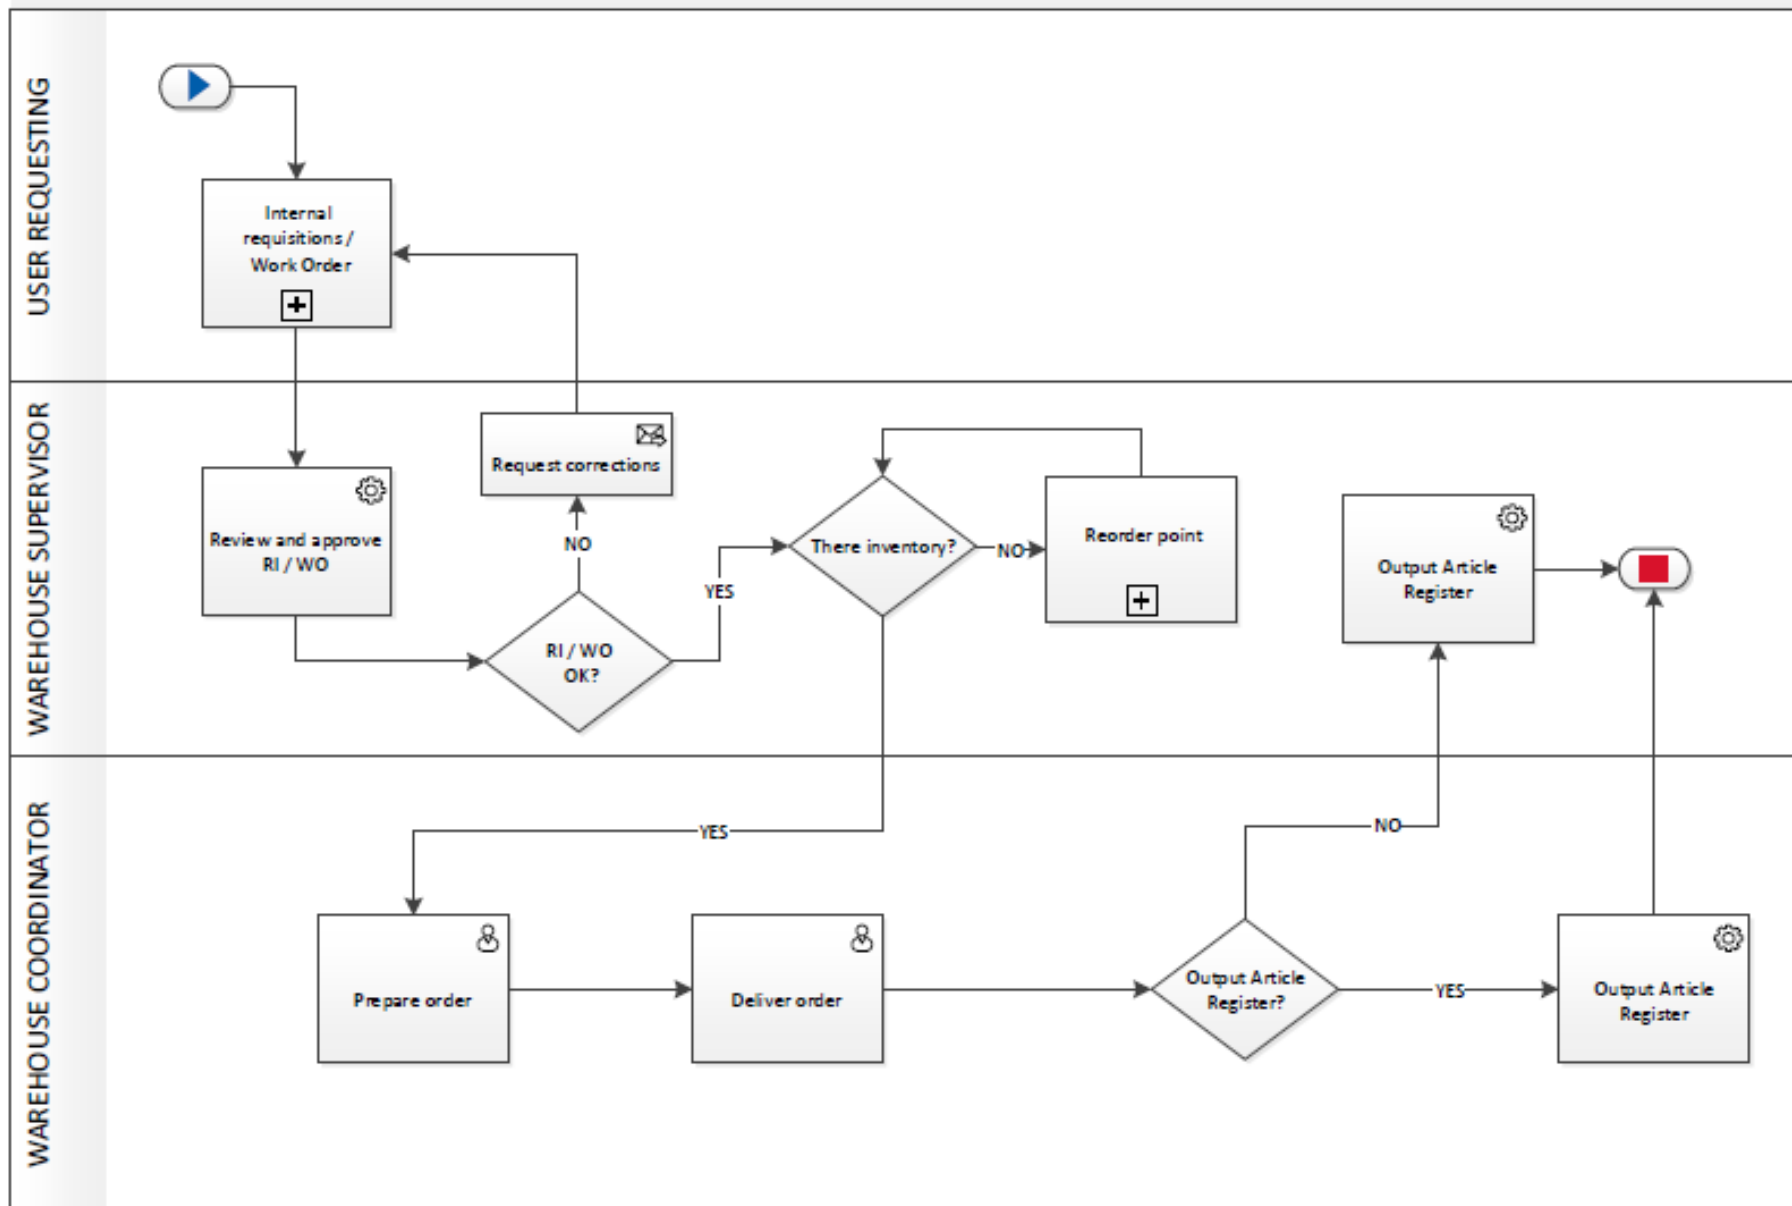 USER REQUESTING
Internal
requisitions /
Work Order
WAREHOUSE SUPERVISOR
Request corrections
Review and approve
RI / WO
NO
RI / WO
OK?
YES
There inventory?
NO
Reorder point
Output Article
Register
WAREHOUSE COORDINATOR
YES
NO
Prepare order
Deliver order
Output Article
Register?
YES
Output Article
Register